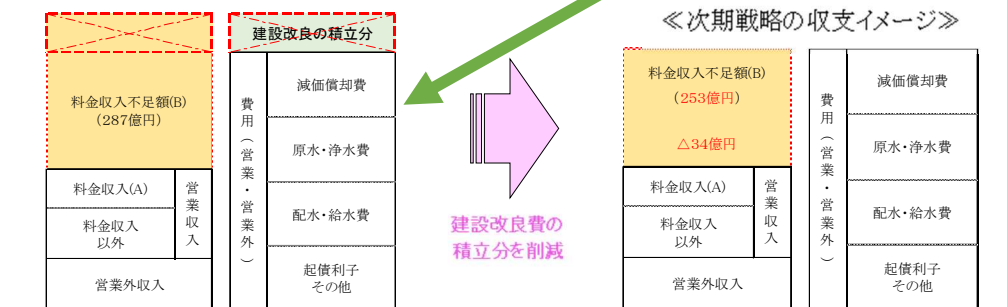 ≪次期戦略の収支イメージ≫
建設改良の積立分
料金収入不足額(B)
（287億円）
料金収入(A)
料金収入
以外
営業収入
営業外収入
費用（営業・営業外）
減価償却費
原水・浄水費
配水・給水費
起債利子
その他
建設改良費の
積立分を削減
料金収入不足額(B)
（253億円）
△34億円
料金収入(A)
料金収入
以外
営業収入
営業外収入
費用（営業・営業外）
減価償却費
原水・浄水費
配水・給水費
起債利子
その他